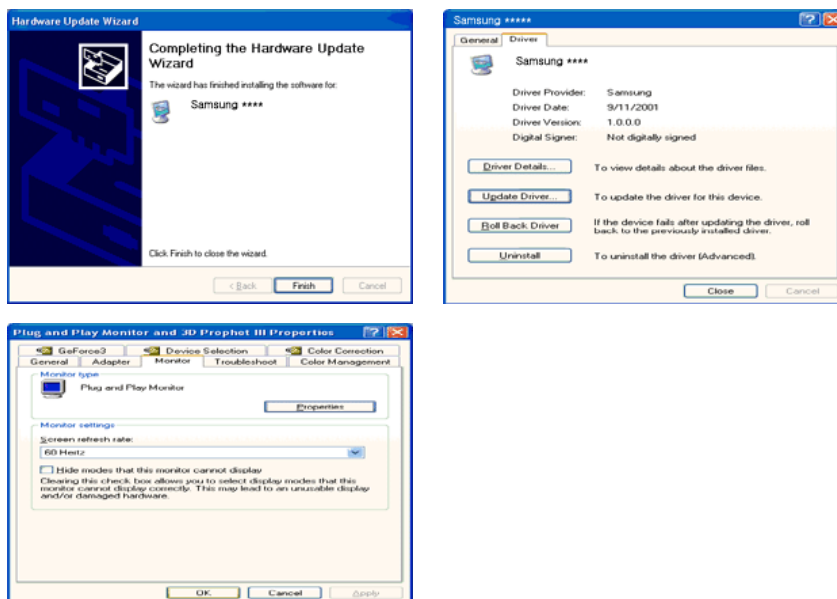 Hardware Update Wizard
Completing the Hardware Update
Wizard
The wizard has finished installing the software for:
Samsung ****
Click Finish to close the wizard.
< Back
Finish
Cancel
Samsung *****
General
Driver
Samsung ****
Driver Provider: Samsung
Driver Date: 9/11/2001
Driver Version: 1.0.0.0
Digital Signer: Not digitally signed
Driver Details...
To view details about the driver files.
Update Driver...
To update the driver for this device.
Roll Back Driver
If the device fails after updating the driver, roll
back to the previously installed driver.
Uninstall
To uninstall the driver (Advanced).
Close
Cancel
Plug and Play Monitor and 3D Prophet III Properties
GeForce3
Device Selection
Color Correction
General
Adapter
Monitor
Troubleshoot
Color Management
Monitor type
Plug and Play Monitor
Properties
Monitor settings
Screen refresh rate:
60 Hertz
Hide modes that this monitor cannot display
Clearing this check box allows you to select display modes that this
monitor cannot display correctly. This may lead to an unusable display
and/or damaged hardware.
OK
Cancel
Apply